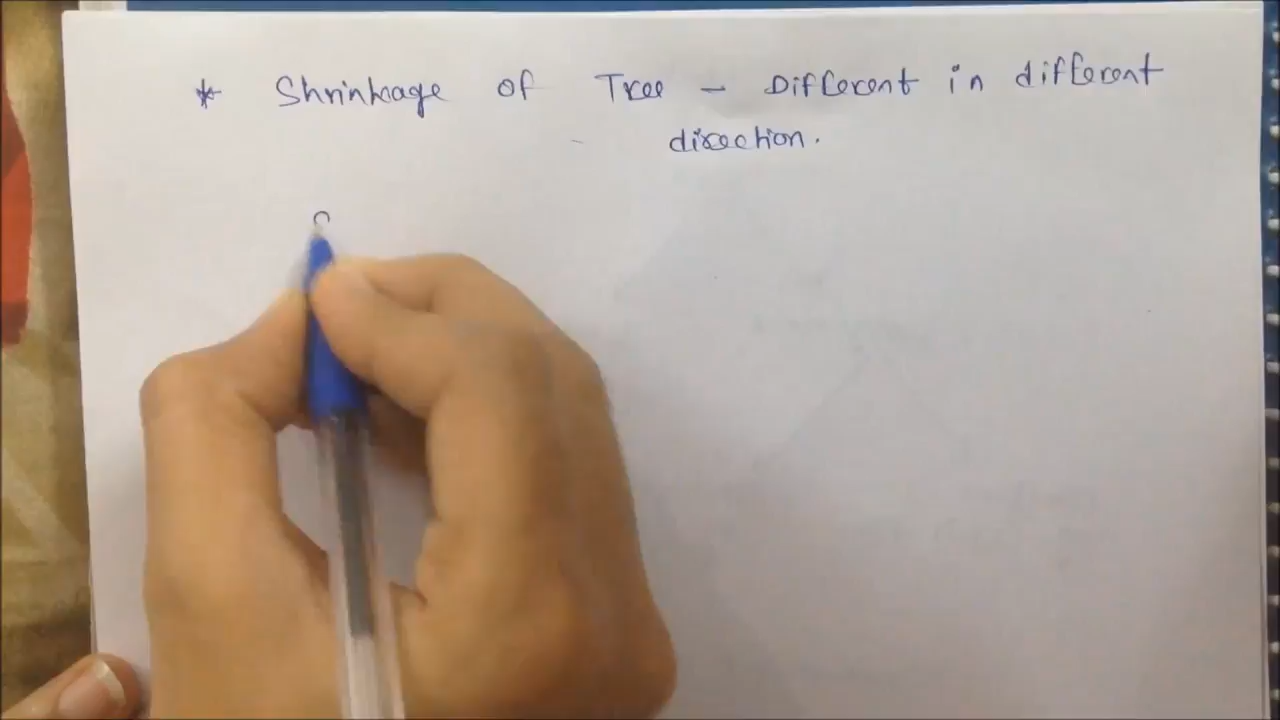 * Shrinkage of Tree - Different in different
direction.